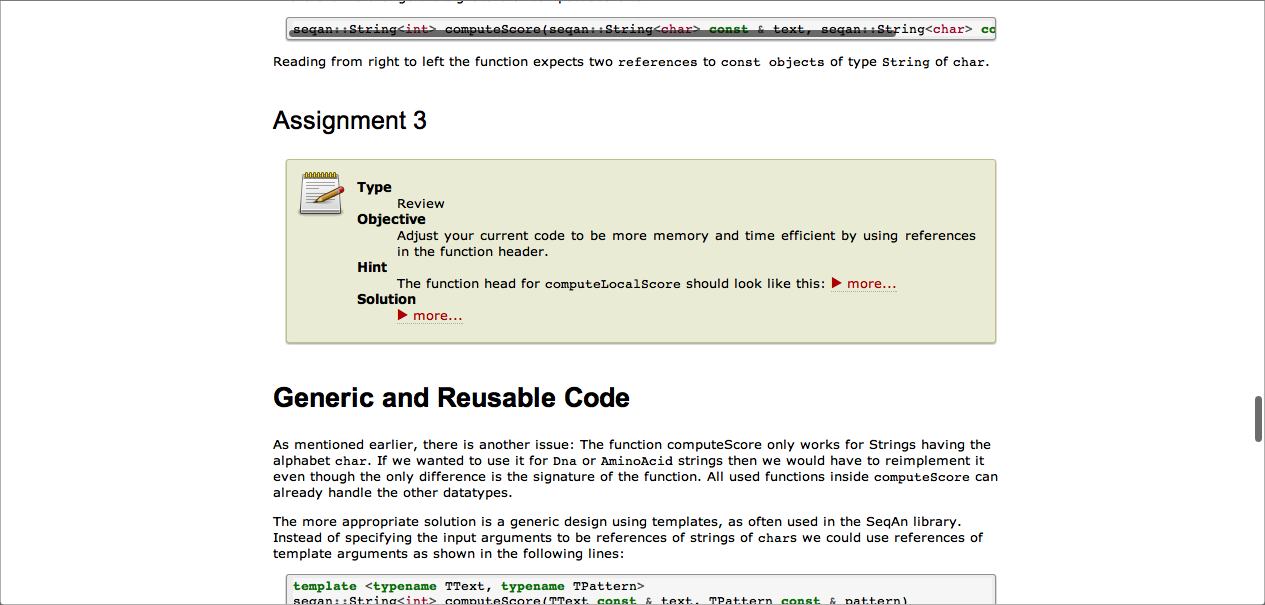 seqan::String<int> computeScore(seqan::String<char> const & text, seqan::String<char> co
Reading from right to left the function expects two references to const objects of type String of char.
Assignment 3
Type
Review
Objective
Adjust your current code to be more memory and time efficient by using references
in the function header.
Hint
The function head for computeLocalScore should look like this: ▶ more...
Solution
▶ more...
Generic and Reusable Code
As mentioned earlier, there is another issue: The function computeScore only works for Strings having the
alphabet char. If we wanted to use it for Dna or AminoAcid strings then we would have to reimplement it
even though the only difference is the signature of the function. All used functions inside computeScore can
already handle the other datatypes.
The more appropriate solution is a generic design using templates, as often used in the SeqAn library.
Instead of specifying the input arguments to be references of strings of chars we could use references of
template arguments as shown in the following lines:
template <typename TText, typename TPattern>
seqan::String<int> computeScore(TText const & text, TPattern const & pattern)